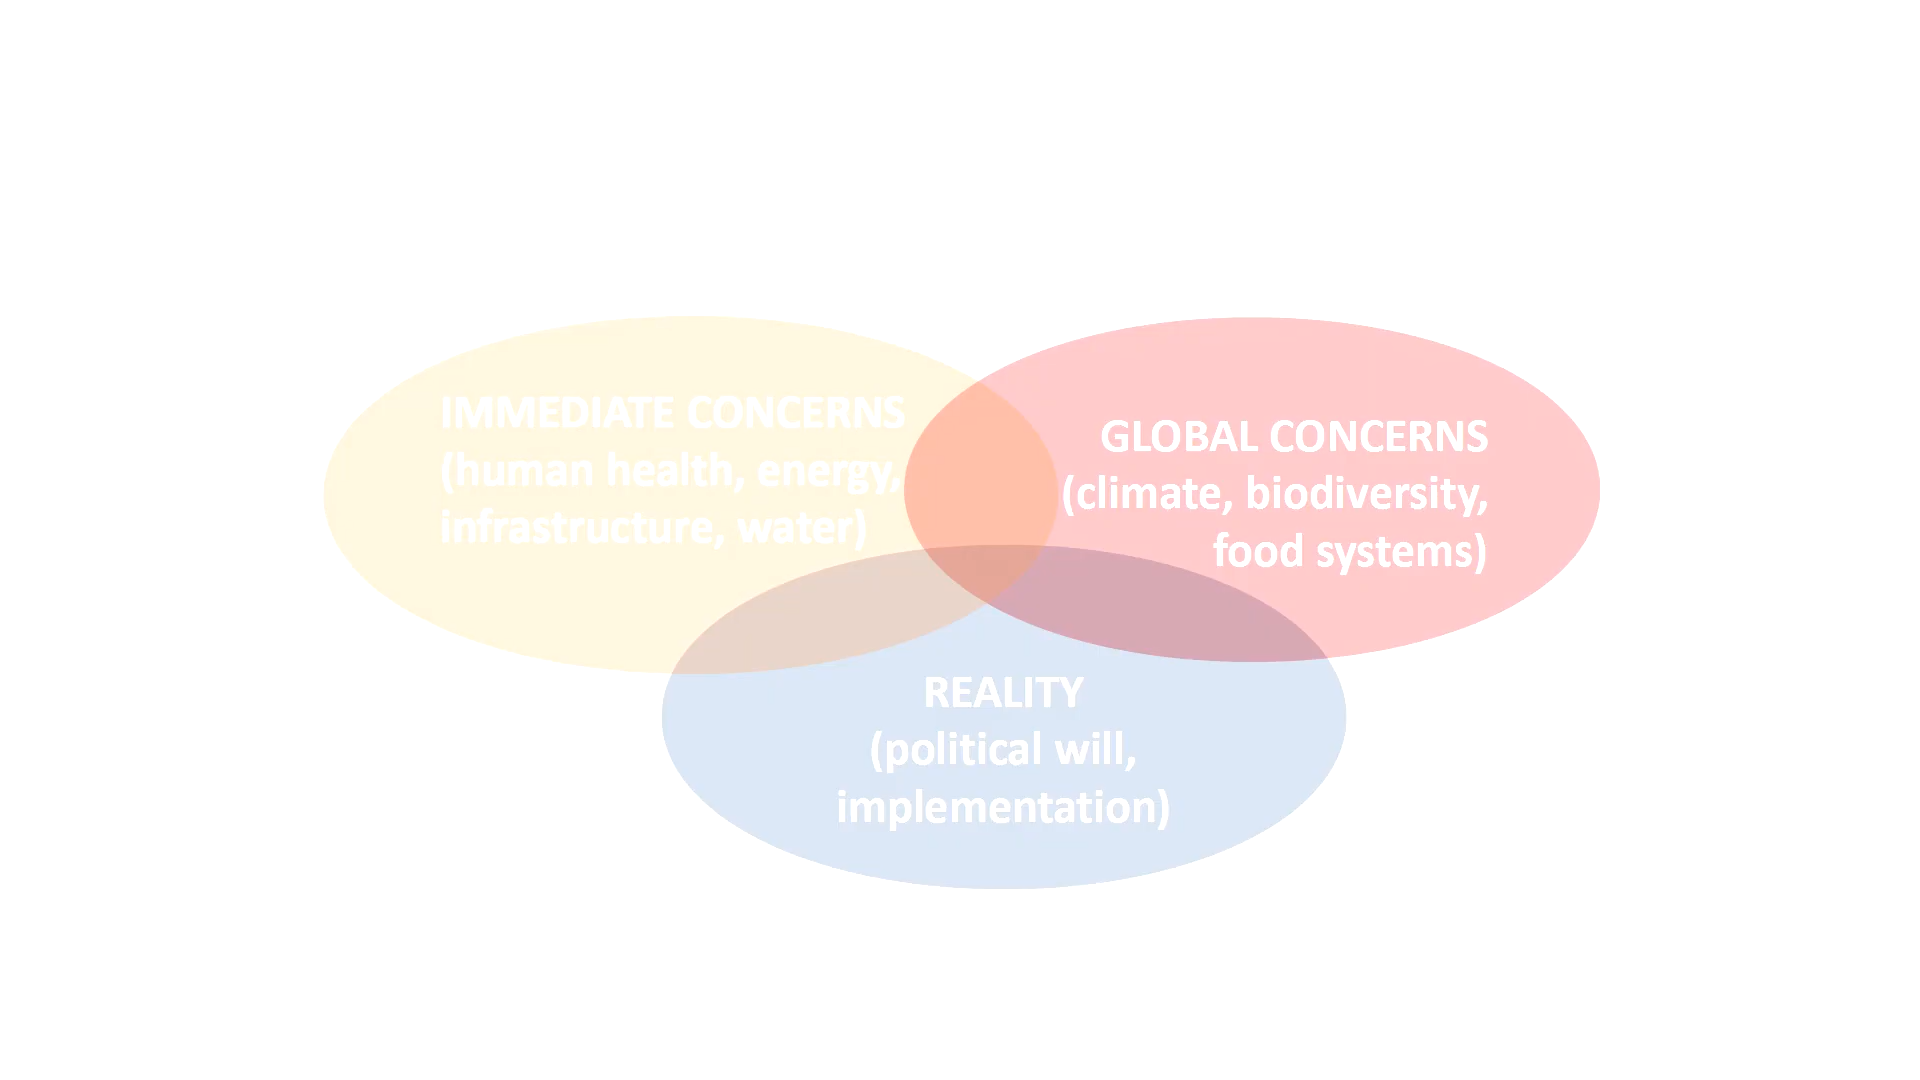 IMMEDIATE CONCERNS
(human health, energy,
infrastructure, water)
GLOBAL CONCERNS
(climate, biodiversity,
food systems)
REALITY
(political will,
implementation)